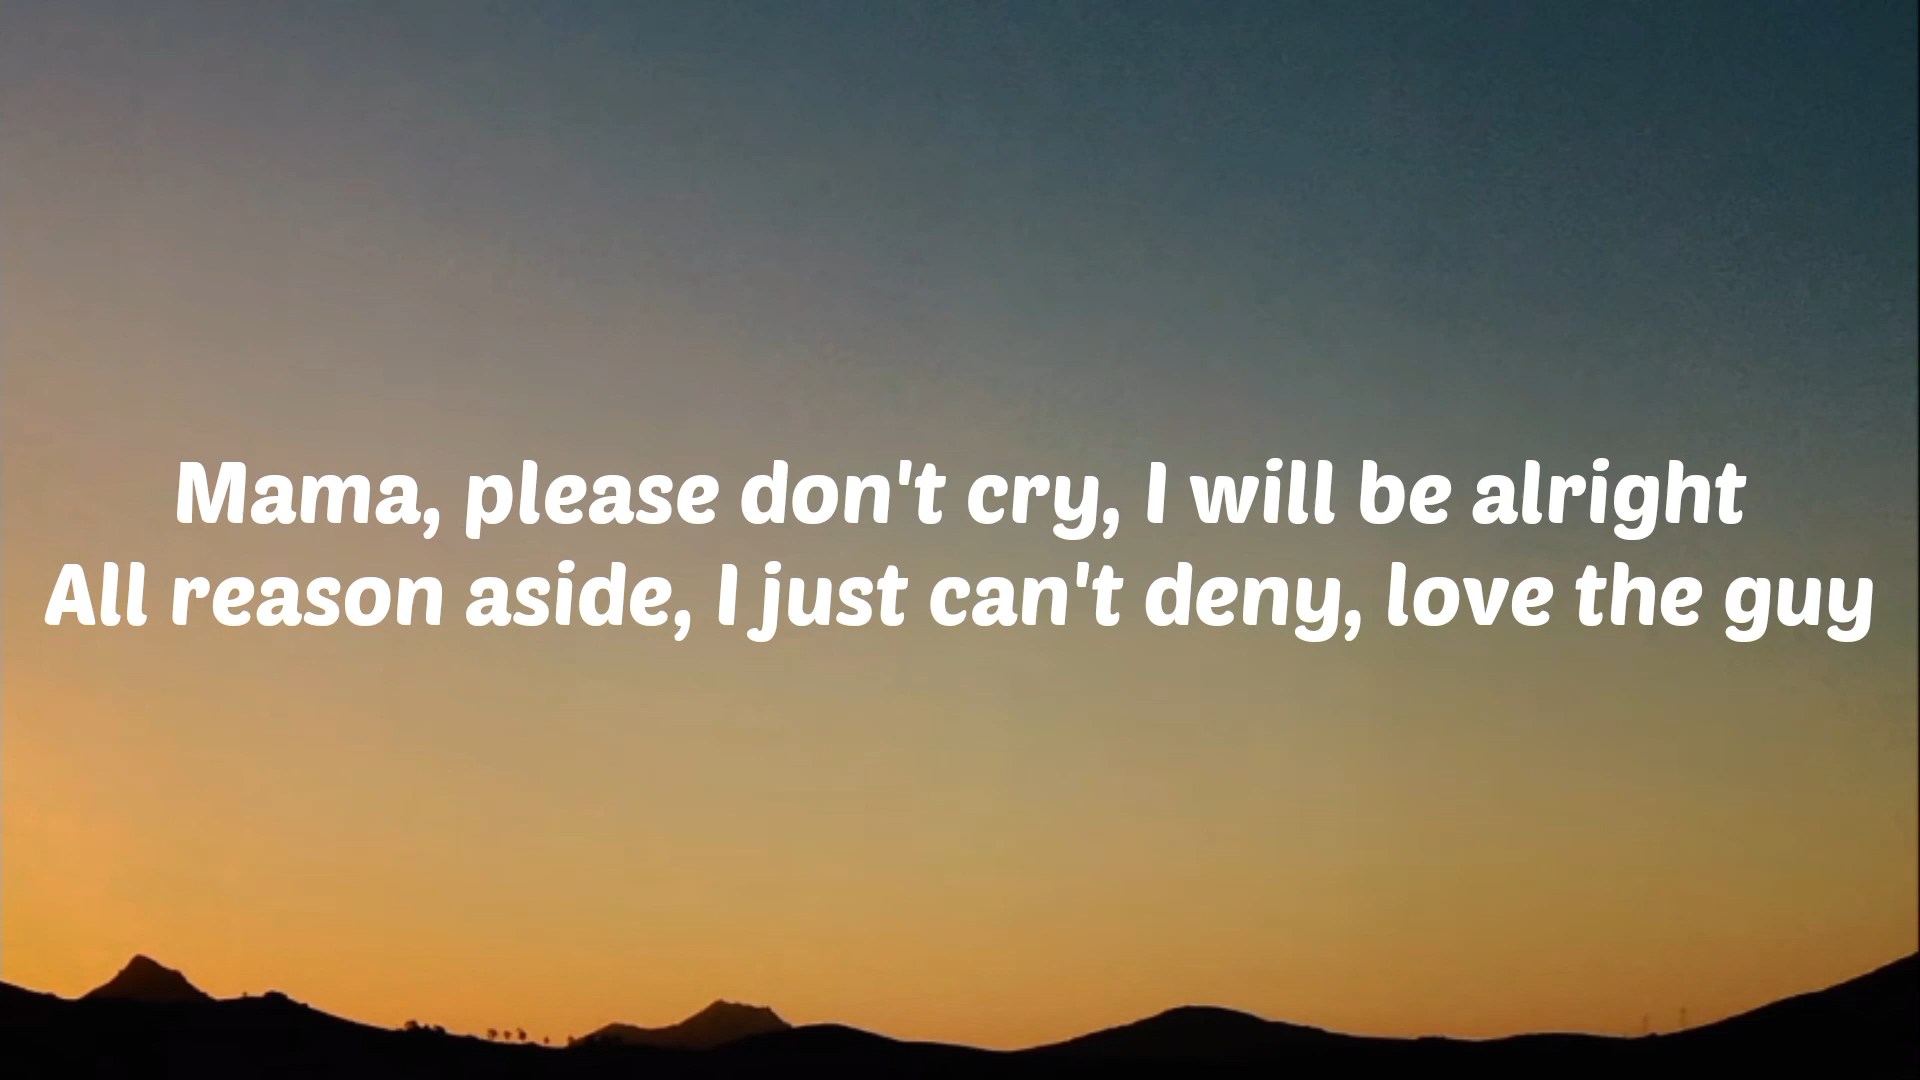 Mama, please don't cry, I will be alright
All reason aside, I just can't deny, love the guy